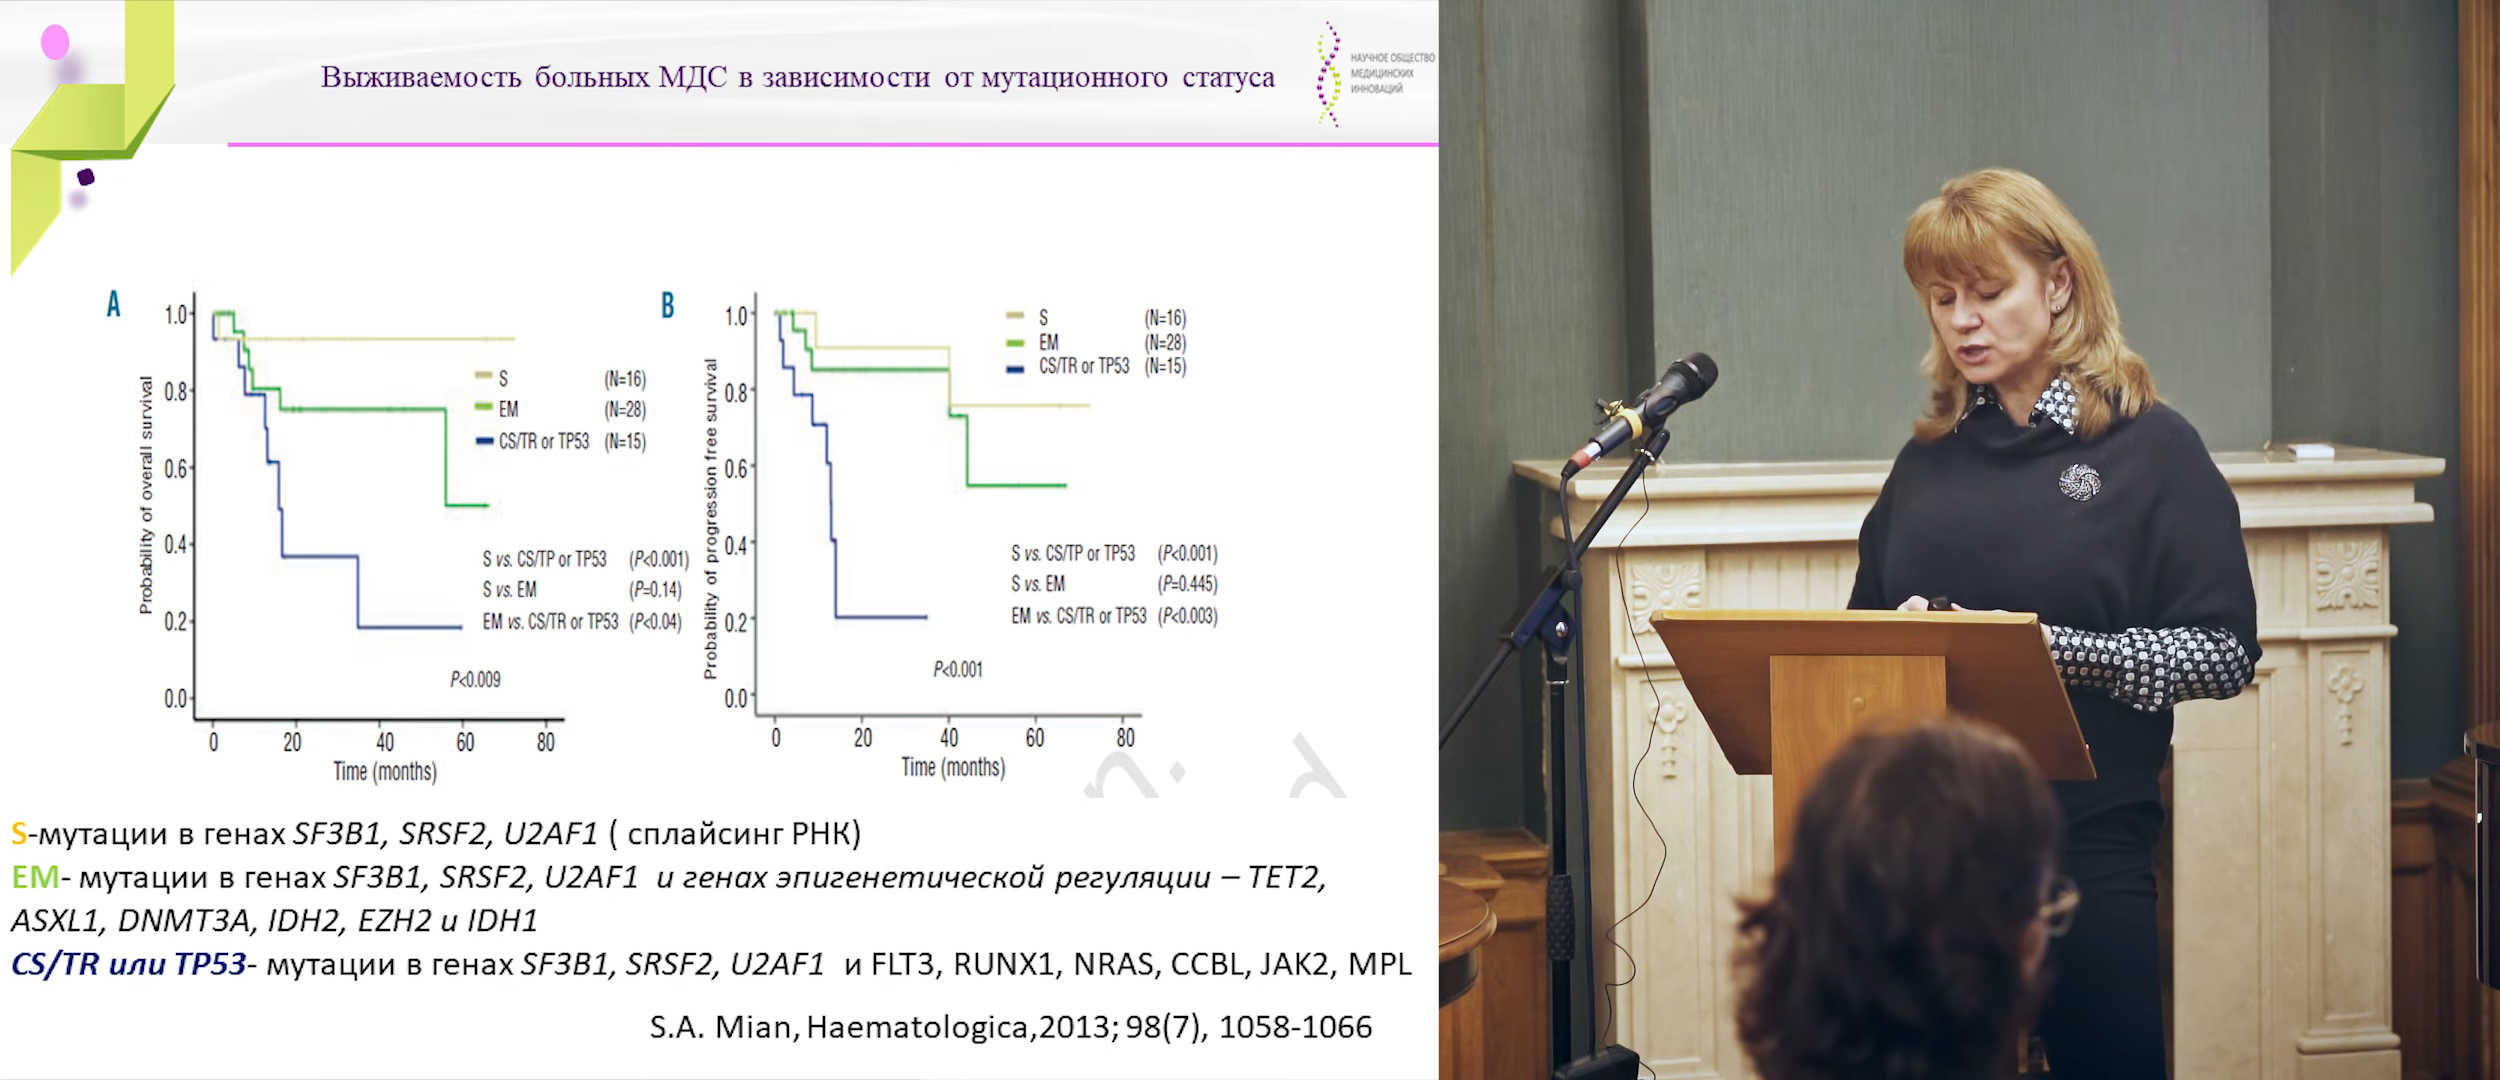 Выживаемость больных МДС в зависимости от мутационного статуса
НАУЧНОЕ ОБЩЕСТВО
МЕДИЦИНСКИХ
ИННОВАЦИЙ
A
Probability of overall survival
1.0
0.8
0.6
0.4
0.2
0.0
S (N=16)
EM (N=28)
CS/TR or TP53 (N=15)
S vs. CS/TP or TP53 (P<0.001)
S vs. EM (P=0.14)
EM vs. CS/TR or TP53 (P<0.04)
P<0.009
0 20 40 60 80
Time (months)
B
Probability of progression free survival
1.0
0.8
0.6
0.4
0.2
0.0
S (N=16)
EM (N=28)
CS/TR or TP53 (N=15)
S vs. CS/TP or TP53 (P<0.001)
S vs. EM (P=0.445)
EM vs. CS/TR or TP53 (P<0.003)
P<0.001
0 20 40 60 80
Time (months)
S-мутации в генах SF3B1, SRSF2, U2AF1 ( сплайсинг РНК)
EM- мутации в генах SF3B1, SRSF2, U2AF1 и генах эпигенетической регуляции – TET2,
ASXL1, DNMT3A, IDH2, EZH2 и IDH1
CS/TR или TP53- мутации в генах SF3B1, SRSF2, U2AF1 и FLT3, RUNX1, NRAS, CCBL, JAK2, MPL
S.A. Mian, Haematologica,2013; 98(7), 1058-1066